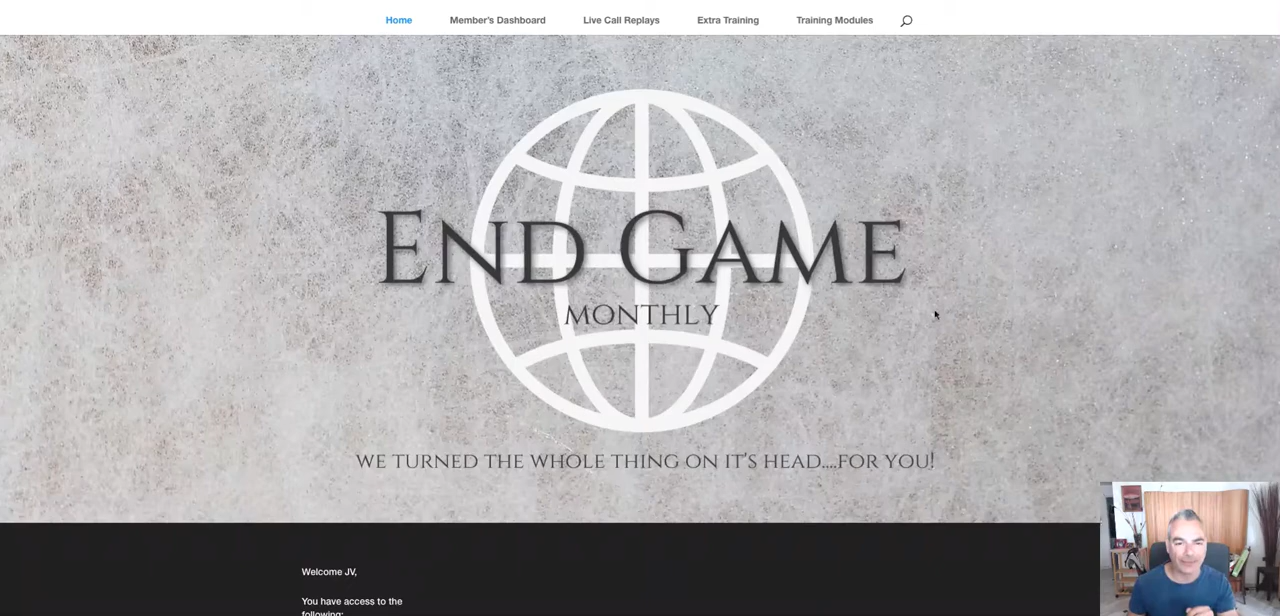 Home Member's Dashboard Live Call Replays Extra Training Training Modules
END GAME
MONTHLY
WE TURNED THE WHOLE THING ON IT'S HEAD....FOR YOU!
Welcome JV,
You have access to the
following: